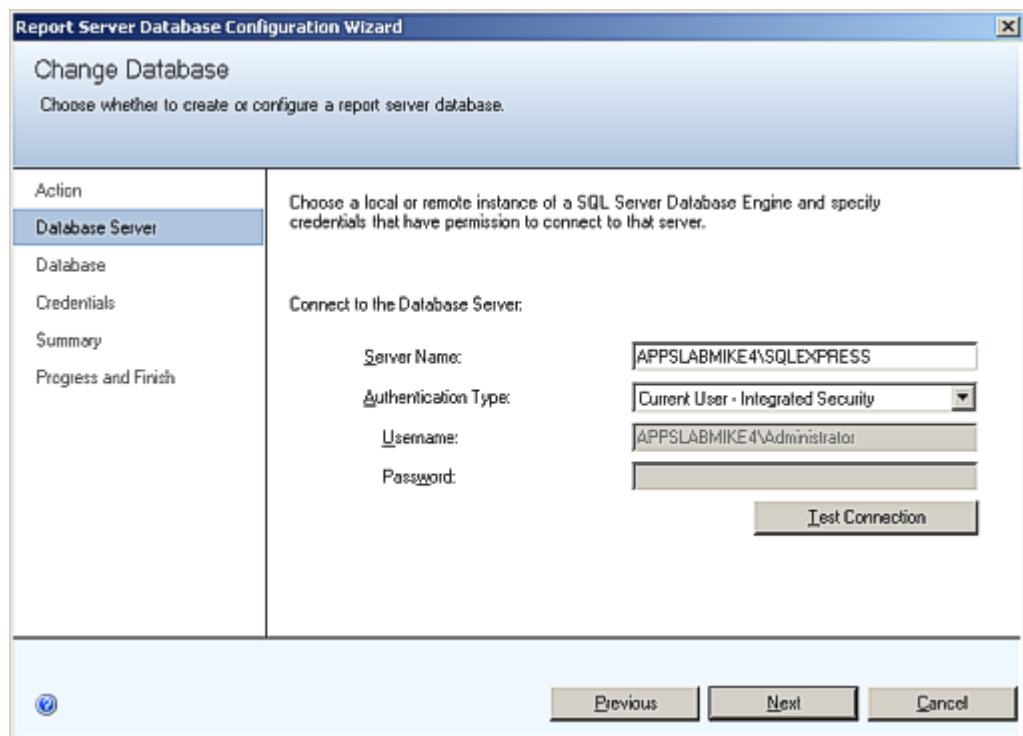 Report Server Database Configuration Wizard
Change Database
Choose whether to create or configure a report server database.
Action
Database Server
Database
Credentials
Summary
Progress and Finish
Choose a local or remote instance of a SQL Server Database Engine and specify
credentials that have permission to connect to that server.
Connect to the Database Server:
Server Name: APPSLABMIKE4\SQLEXPRESS
Authentication Type: Current User - Integrated Security
Username: APPSLABMIKE4\Administrator
Password:
Test Connection
Previous Next Cancel